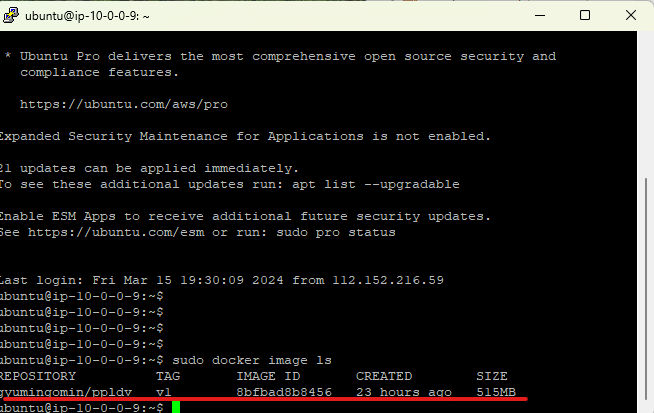 ubuntu@ip-10-0-0-9: ~
* Ubuntu Pro delivers the most comprehensive open source security and
compliance features.
https://ubuntu.com/aws/pro
Expanded Security Maintenance for Applications is not enabled.
21 updates can be applied immediately.
To see these additional updates run: apt list --upgradable
Enable ESM Apps to receive additional future security updates.
See https://ubuntu.com/esm or run: sudo pro status
Last login: Fri Mar 15 19:30:09 2024 from 112.152.216.59
ubuntu@ip-10-0-0-9:~$
ubuntu@ip-10-0-0-9:~$
ubuntu@ip-10-0-0-9:~$
ubuntu@ip-10-0-0-9:~$
ubuntu@ip-10-0-0-9:~$ sudo docker image ls
REPOSITORY TAG IMAGE ID CREATED SIZE
gyumingomin/ppldv v1 8bfbad8b8456 23 hours ago 515MB
ubuntu@ip-10-0-0-9:~$